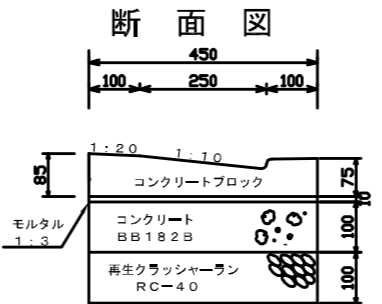 断面図
450
100 250 100
1:20 1:10
85
コンクリートブロック
75
10
モルタル
1:3
コンクリート
BB182B
100
再生クラッシャーラン
RC-40
100